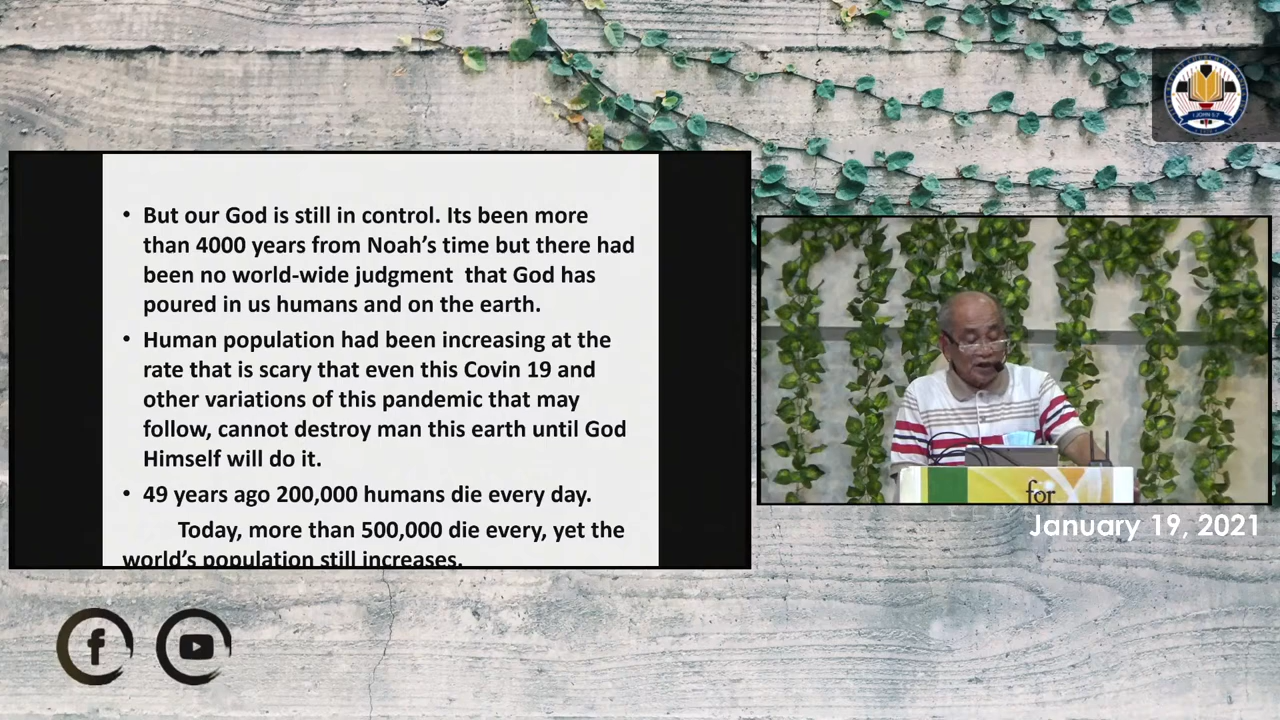 • But our God is still in control. Its been more
than 4000 years from Noah's time but there had
been no world-wide judgment  that God has
poured in us humans and on the earth.
• Human population had been increasing at the
rate that is scary that even this Covin 19 and
other variations of this pandemic that may
follow, cannot destroy man this earth until God
Himself will do it.
• 49 years ago 200,000 humans die every day.
Today, more than 500,000 die every, yet the
world's population still increases.
I JOHN 5:7
for
January 19, 2021